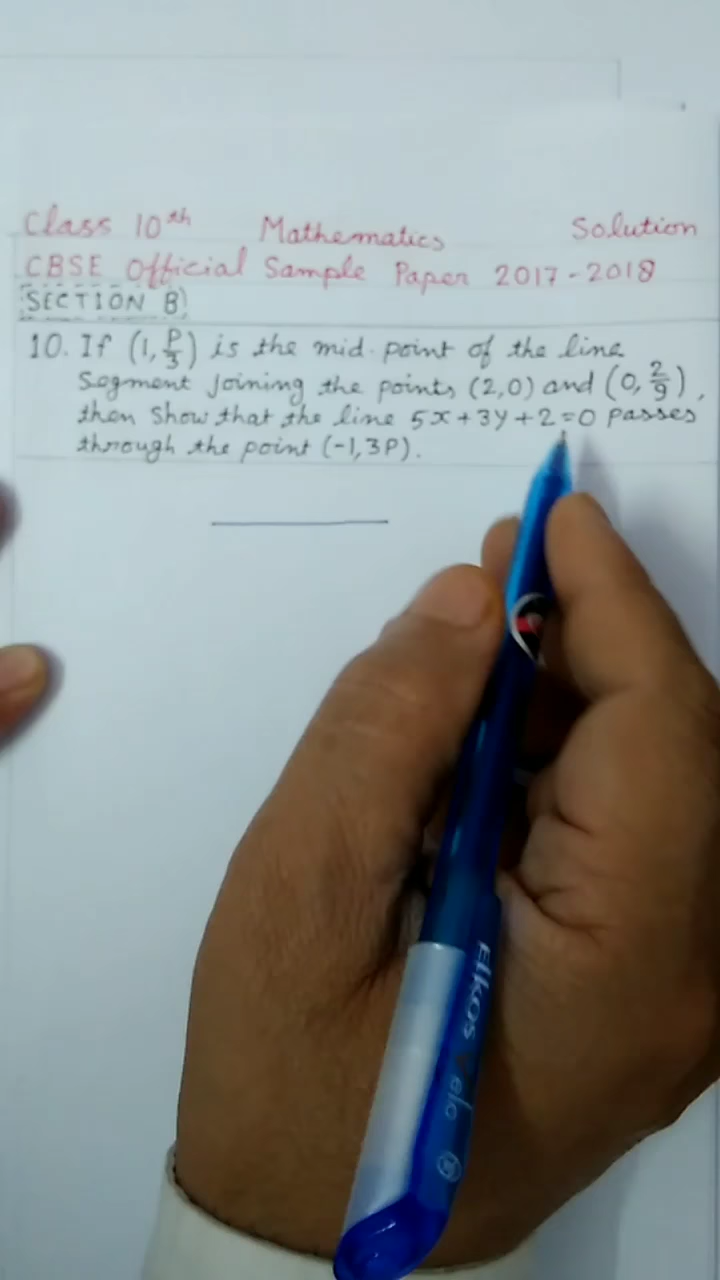 Class 10th Mathematics Solution
CBSE Official Sample Paper 2017-2018
SECTION B
10. If (1, P/3) is the mid-point of the line
Segment joining the points (2,0) and (0, 2/9),
then show that the line 5x+3y+2=0 passes
through the point (-1,3P).
Elkos Velo